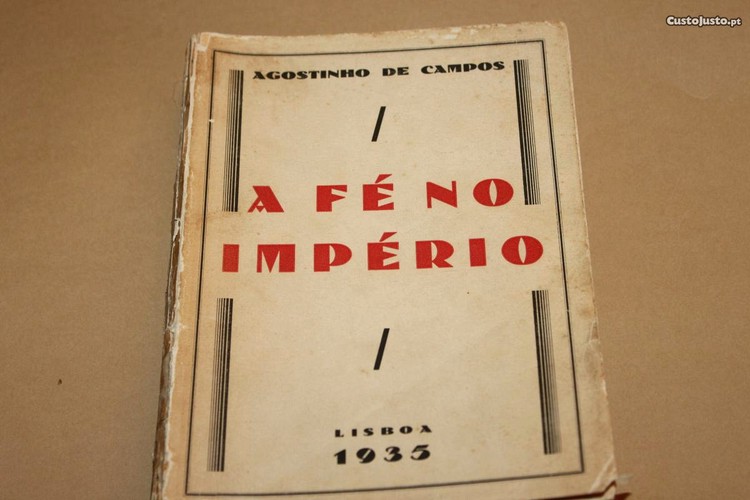 CustoJusto.pt
AGOSTINHO DE CAMPOS
/
A FÉ NO
IMPÉRIO
/
LISBOA
1935